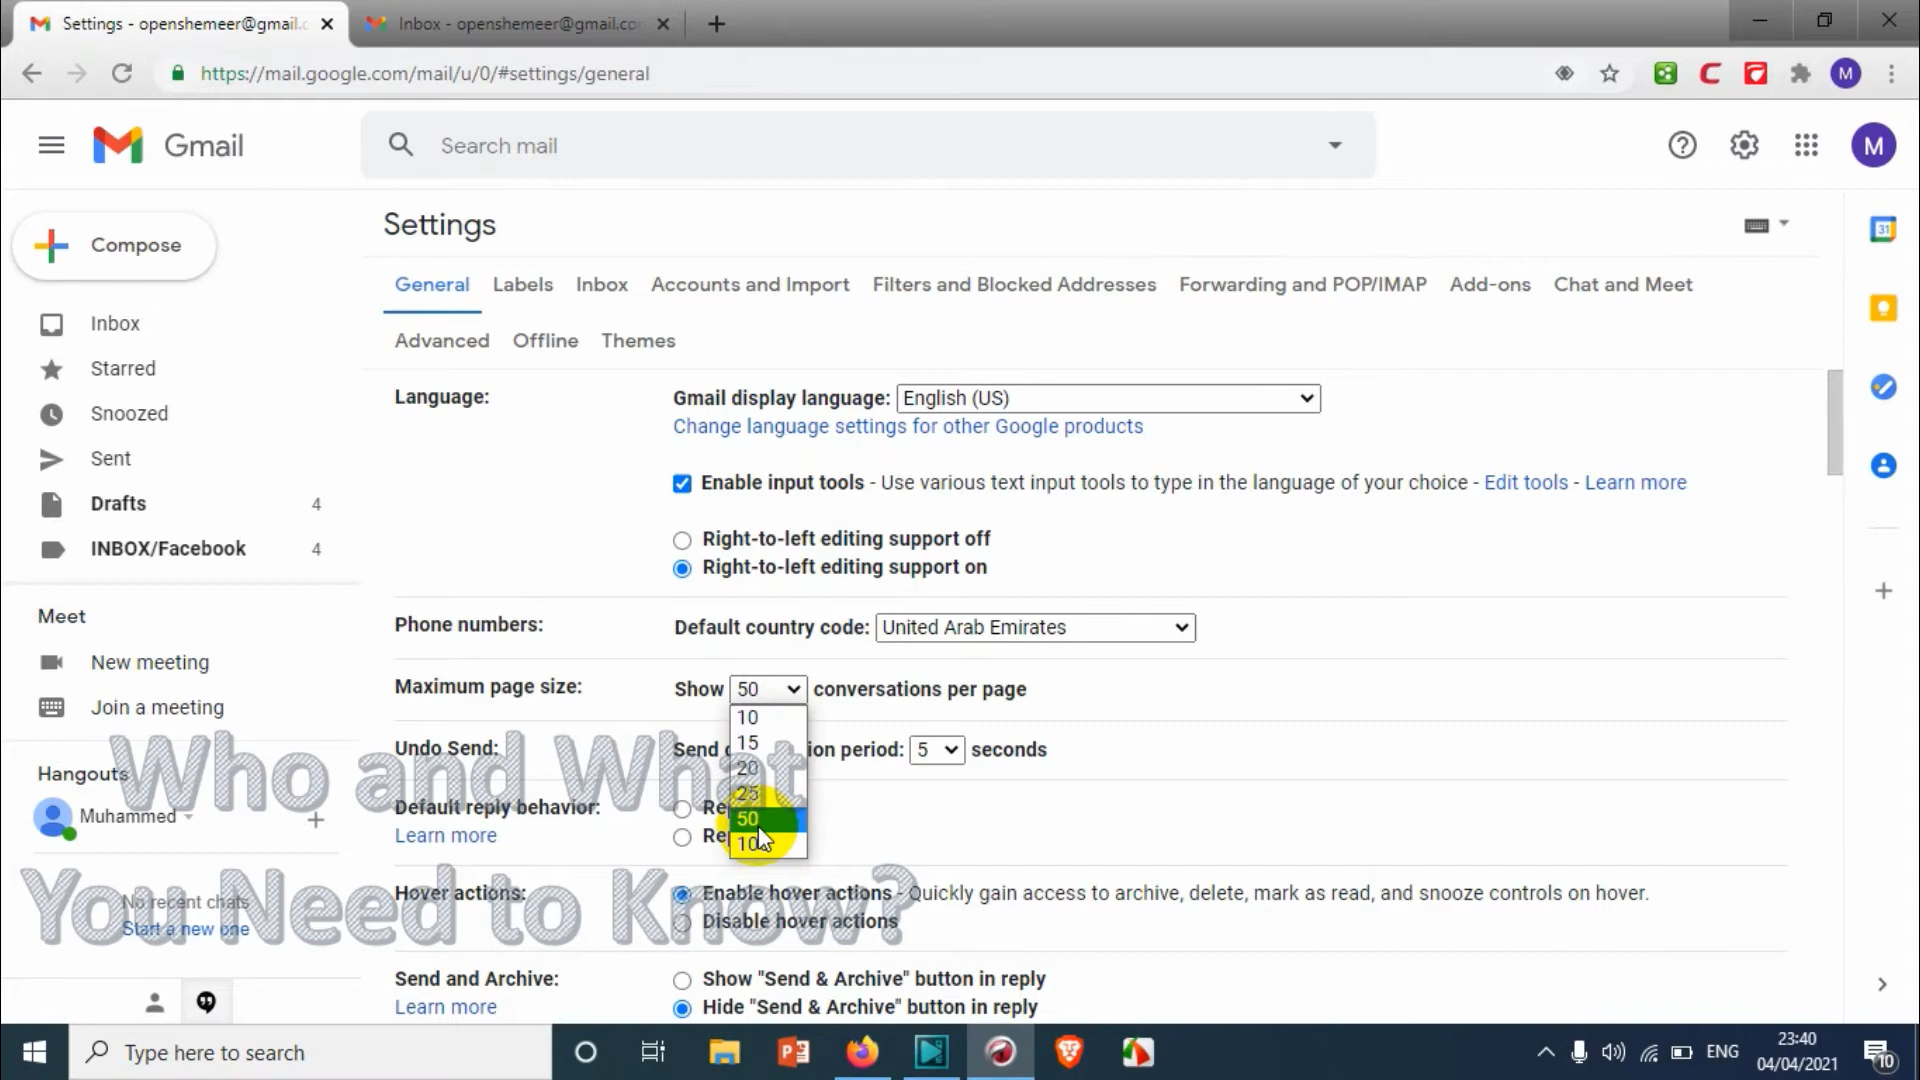 Settings - openshemeer@gmail.c
Inbox - openshemeer@gmail.co
https://mail.google.com/mail/u/0/#settings/general
M
Gmail
Search mail
M
Compose
Inbox
Starred
Snoozed
Sent
Drafts 4
INBOX/Facebook 4
Meet
New meeting
Join a meeting
Hangouts
Muhammed
No recent chats
Start a new one
Settings
General Labels Inbox Accounts and Import Filters and Blocked Addresses Forwarding and POP/IMAP Add-ons Chat and Meet
Advanced Offline Themes
Language: Gmail display language: English (US)
Change language settings for other Google products
Enable input tools - Use various text input tools to type in the language of your choice - Edit tools - Learn more
Right-to-left editing support off
Right-to-left editing support on
Phone numbers: Default country code: United Arab Emirates
Maximum page size: Show 50 conversations per page
10
15
20
25
50
Undo Send: Send period: 5 seconds
Default reply behavior:
Learn more
Hover actions: Enable hover actions - Quickly gain access to archive, delete, mark as read, and snooze controls on hover.
Disable hover actions
Send and Archive: Show "Send & Archive" button in reply
Learn more Hide "Send & Archive" button in reply
Who and What
You Need to Know?
31
Type here to search
ENG
23:40
04/04/2021
10